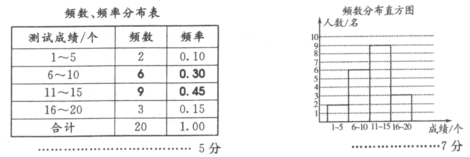 频数、频率分布表
测试成绩/个 频数 频率
1～5 2 0.10
6～10 6 0.30
11～15 9 0.45
16～20 3 0.15
合计 20 1.00
5 分
频数分布直方图
人数/名
10
9
8
7
6
5
4
3
2
1
1-5 6-10 11-15 16-20 成绩/个
7 分